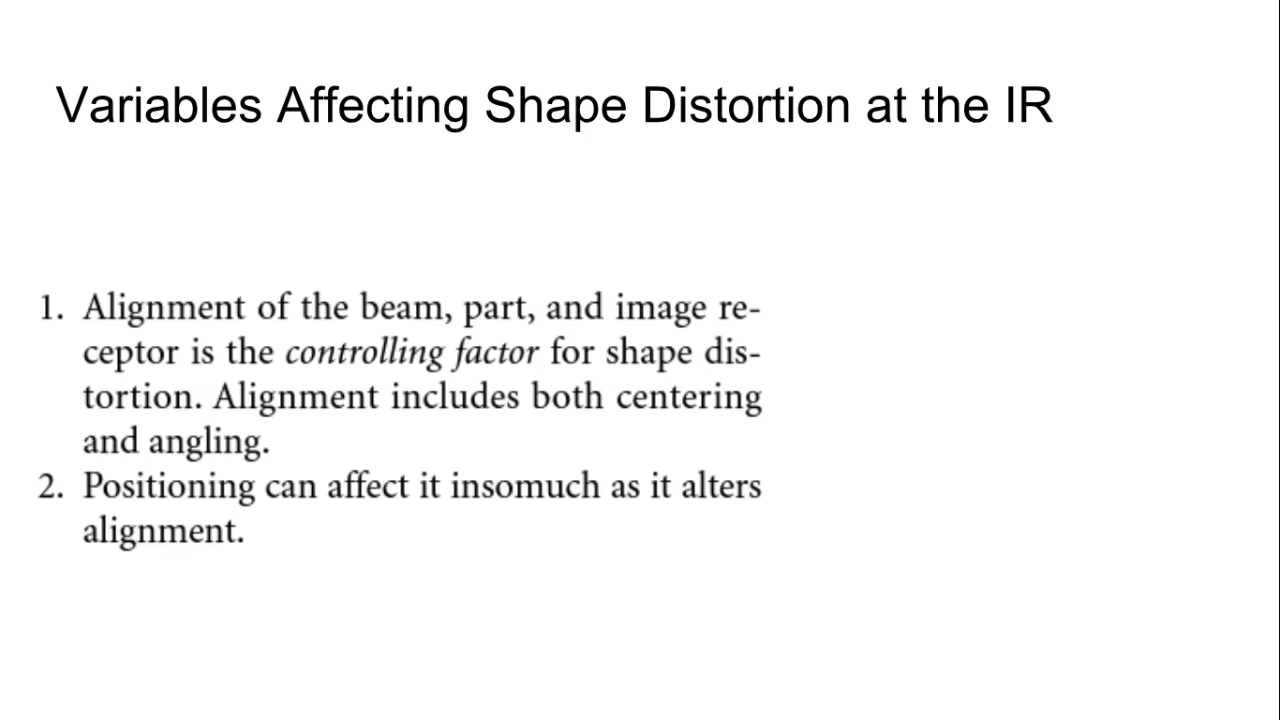 Variables Affecting Shape Distortion at the IR
1. Alignment of the beam, part, and image re-
ceptor is the controlling factor for shape dis-
tortion. Alignment includes both centering
and angling.
2. Positioning can affect it insomuch as it alters
alignment.